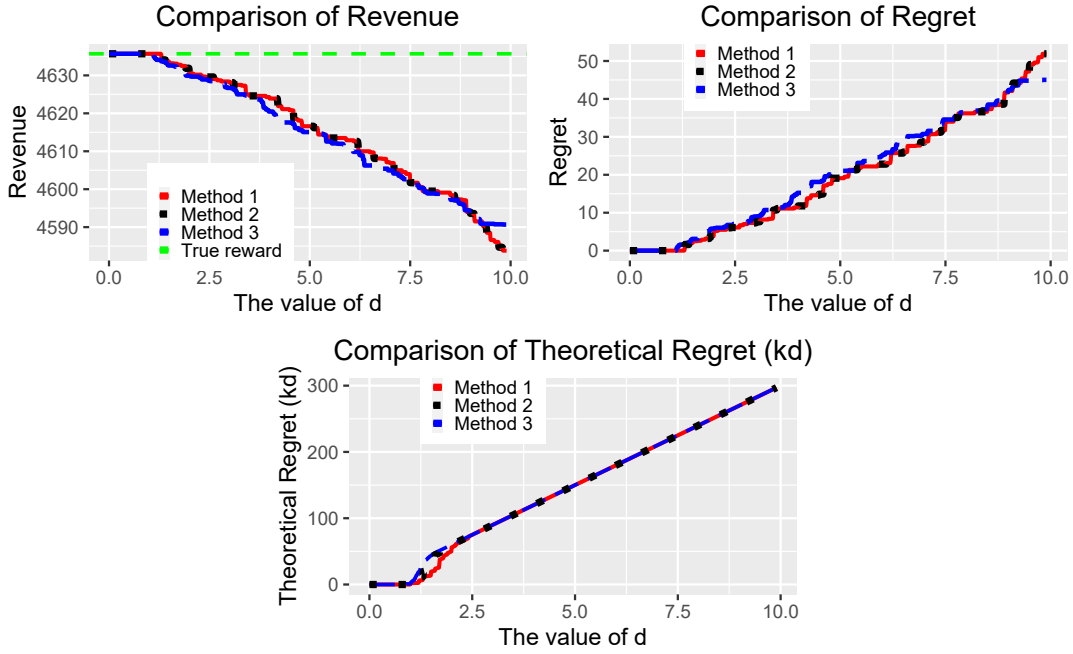 Comparison of Revenue
Revenue
4630
4620
4610
4600
4590
Method 1
Method 2
Method 3
True reward
0.0 2.5 5.0 7.5 10.0
The value of d
Comparison of Regret
Regret
50
40
30
20
10
0
Method 1
Method 2
Method 3
0.0 2.5 5.0 7.5 10.0
The value of d
Comparison of Theoretical Regret (kd)
Theoretical Regret (kd)
300
200
100
0
Method 1
Method 2
Method 3
0.0 2.5 5.0 7.5 10.0
The value of d